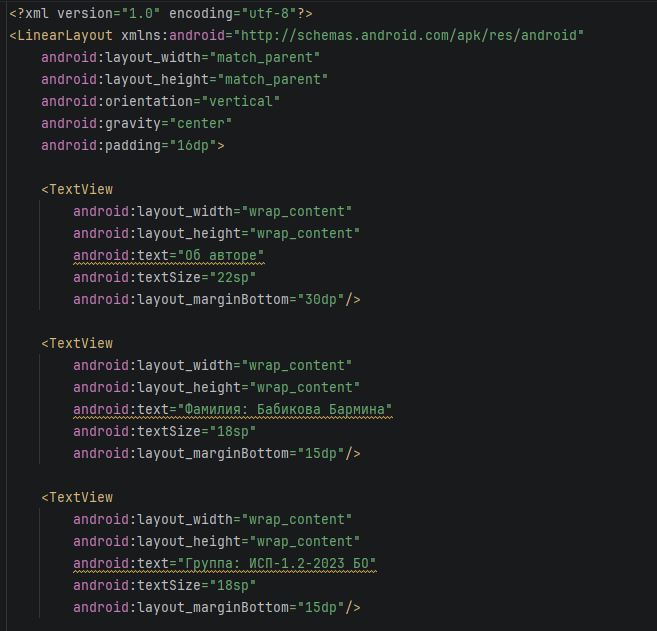 <?xml version="1.0" encoding="utf-8"?>
<LinearLayout xmlns:android="http://schemas.android.com/apk/res/android"
    android:layout_width="match_parent"
    android:layout_height="match_parent"
    android:orientation="vertical"
    android:gravity="center"
    android:padding="16dp">

    <TextView
        android:layout_width="wrap_content"
        android:layout_height="wrap_content"
        android:text="Об авторе"
        android:textSize="22sp"
        android:layout_marginBottom="30dp"/>

    <TextView
        android:layout_width="wrap_content"
        android:layout_height="wrap_content"
        android:text="Фамилия: Бабикова Бармина"
        android:textSize="18sp"
        android:layout_marginBottom="15dp"/>

    <TextView
        android:layout_width="wrap_content"
        android:layout_height="wrap_content"
        android:text="Группа: ИСП-1.2-2023 БО"
        android:textSize="18sp"
        android:layout_marginBottom="15dp"/>